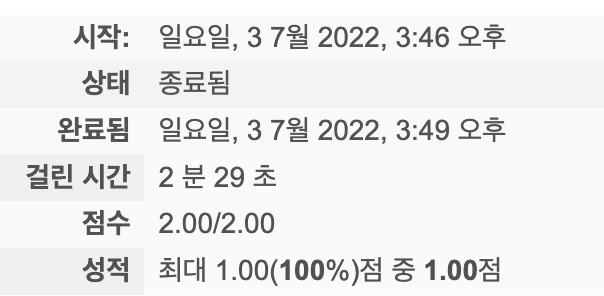 시작: 일요일, 3 7월 2022, 3:46 오후
상태 종료됨
완료됨 일요일, 3 7월 2022, 3:49 오후
걸린 시간 2 분 29 초
점수 2.00/2.00
성적 최대 1.00(100%)점 중 1.00점